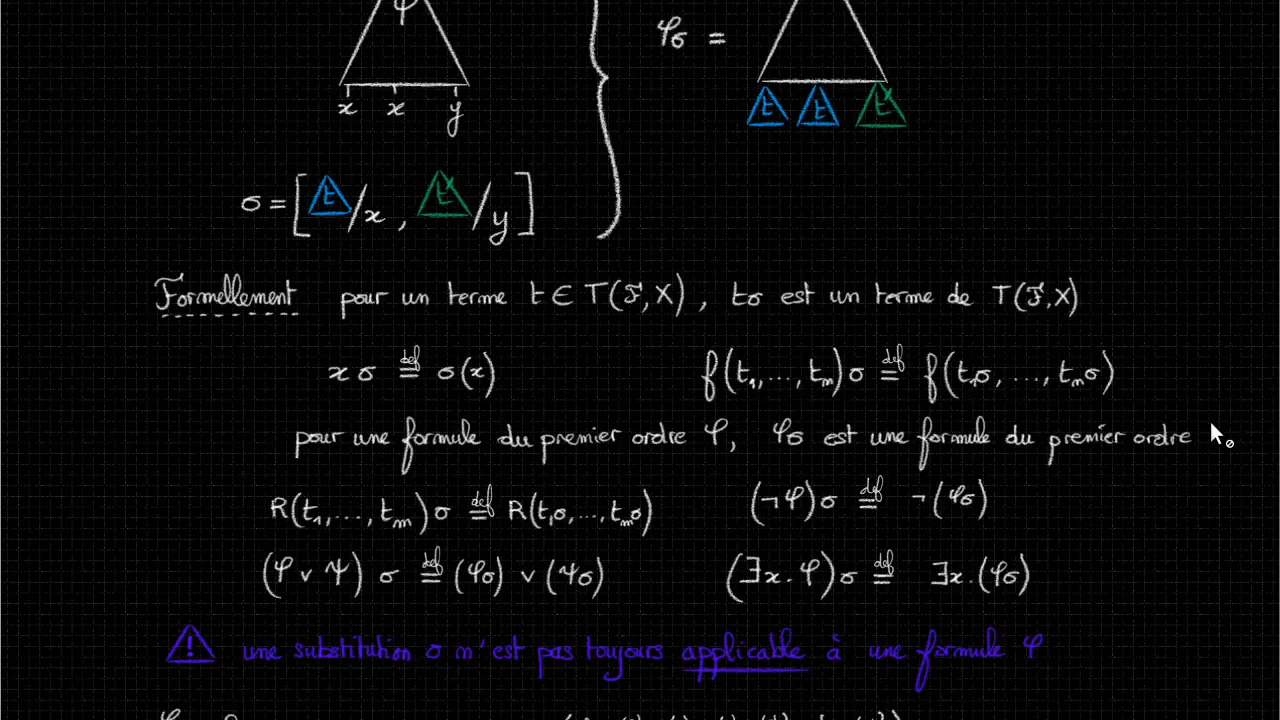 φ
φσ =
x x y
t t t'
σ = [ t/x , t'/y ]
Formellement pour un terme t ∈ T(F,X), tσ est un terme de T(F,X)
xσ ≝ σ(x) f(t₁,...,tₘ)σ ≝ f(t₁σ,...,tₘσ)
pour une formule du premier ordre φ, φσ est une formule du premier ordre
R(t₁,...,tₘ)σ ≝ R(t₁σ,...,tₘσ) (¬φ)σ ≝ ¬(φσ)
(φ ∨ ψ) σ ≝ (φσ) ∨ (ψσ) (∃x.φ)σ ≝ ∃x.(φσ)
! une substitution σ n'est pas toujours applicable à une formule φ